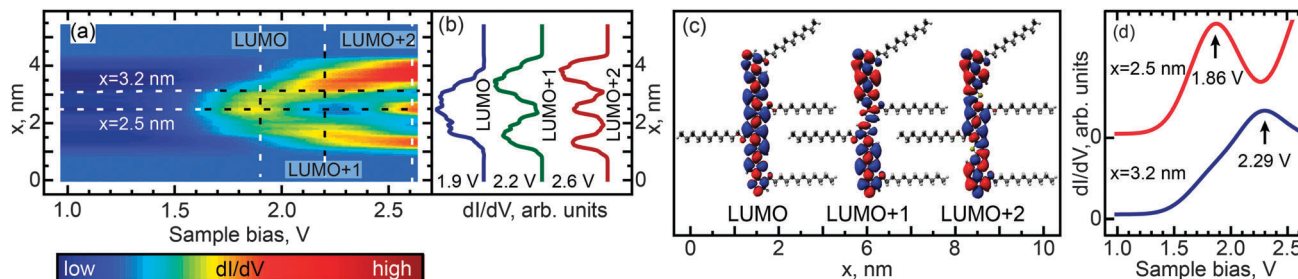 (a)
LUMO
LUMO+2
x=3.2 nm
x=2.5 nm
LUMO+1
x, nm
4
2
0
1.0
1.5
2.0
2.5
Sample bias, V
low
dI/dV
high
(b)
LUMO
LUMO+1
LUMO+2
1.9 V
2.2 V
2.6 V
dI/dV, arb. units
x, nm
4
2
0
(c)
LUMO
LUMO+1
LUMO+2
0
2
4
6
8
10
x, nm
(d)
x=2.5 nm
1.86 V
0
x=3.2 nm
2.29 V
0
dI/dV, arb. units
1.0
1.5
2.0
2.5
Sample bias, V